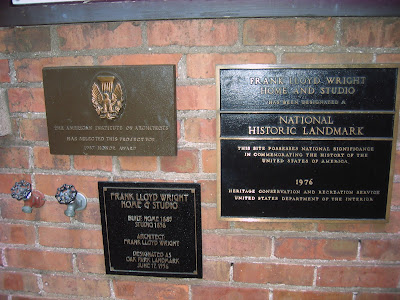 THE AMERICAN INSTITUTE OF ARCHITECTS
HAS SELECTED THIS PROJECT FOR
1987 HONOR AWARD
FRANK LLOYD WRIGHT
HOME AND STUDIO
HAS BEEN DESIGNATED A
NATIONAL
HISTORIC LANDMARK
THIS SITE POSSESSES NATIONAL SIGNIFICANCE
IN COMMEMORATING THE HISTORY OF THE
UNITED STATES OF AMERICA
1976
HERITAGE CONSERVATION AND RECREATION SERVICE
UNITED STATES DEPARTMENT OF THE INTERIOR
FRANK LLOYD WRIGHT
HOME & STUDIO
BUILT: HOME 1889
STUDIO 1898
ARCHITECT:
FRANK LLOYD WRIGHT
DESIGNATED AS
OAK PARK LANDMARK
JUNE 17, 1996